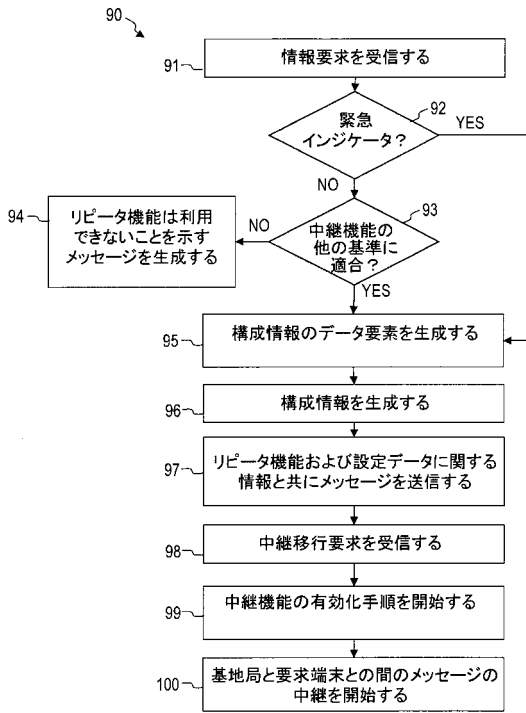 90
91
情報要求を受信する
92
緊急
インジケータ?
YES
NO
93
94
リピータ機能は利用
できないことを示す
メッセージを生成する
NO
中継機能の
他の基準に
適合?
YES
95
構成情報のデータ要素を生成する
96
構成情報を生成する
97
リピータ機能および設定データに関する
情報と共にメッセージを送信する
98
中継移行要求を受信する
99
中継機能の有効化手順を開始する
100
基地局と要求端末との間のメッセージの
中継を開始する